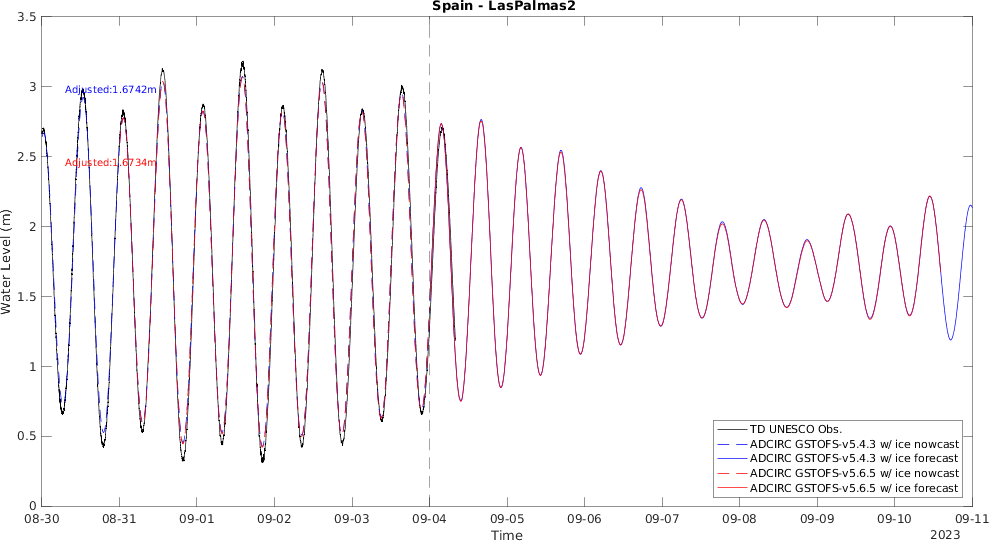 Spain - LasPalmas2
3.5
3
2.5
2
1.5
1
0.5
0
Water Level (m)
Adjusted:1.6742m
Adjusted:1.6734m
TD UNESCO Obs.
ADCIRC GSTOFS-v5.4.3 w/ ice nowcast
ADCIRC GSTOFS-v5.4.3 w/ ice forecast
ADCIRC GSTOFS-v5.6.5 w/ ice nowcast
ADCIRC GSTOFS-v5.6.5 w/ ice forecast
08-30 08-31 09-01 09-02 09-03 09-04 09-05 09-06 09-07 09-08 09-09 09-10 09-11
Time
2023